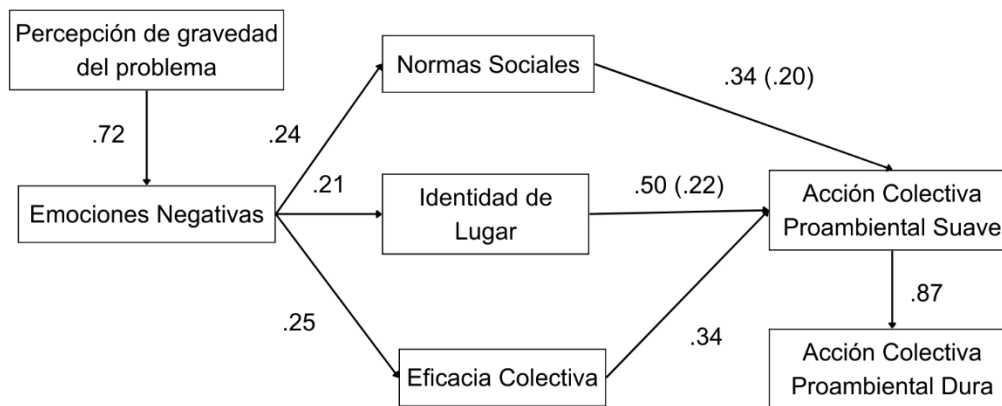 Percepción de gravedad
del problema
.72
Emociones Negativas
.24
.21
.25
Normas Sociales
Identidad de
Lugar
Eficacia Colectiva
.34 (.20)
.50 (.22)
.34
Acción Colectiva
Proambiental Suave
.87
Acción Colectiva
Proambiental Dura